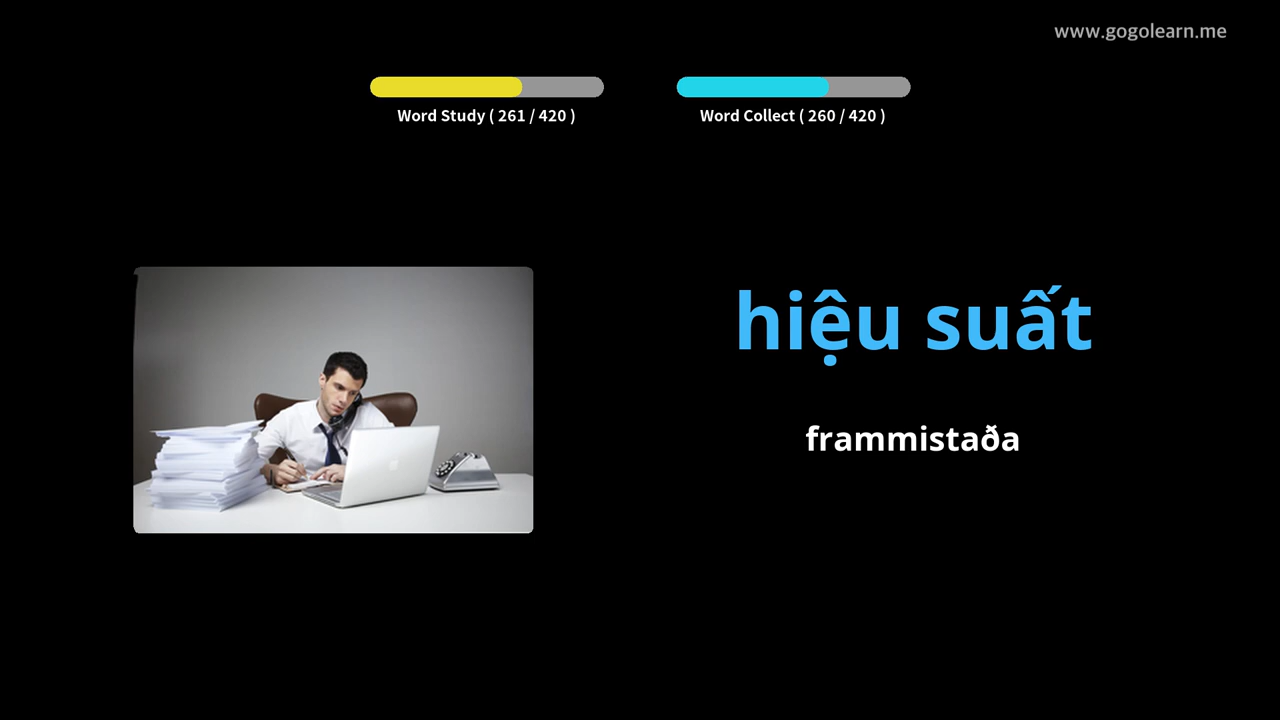 www.gogolearn.me
Word Study ( 261 / 420 )
Word Collect ( 260 / 420 )
hiệu suất
frammistaða